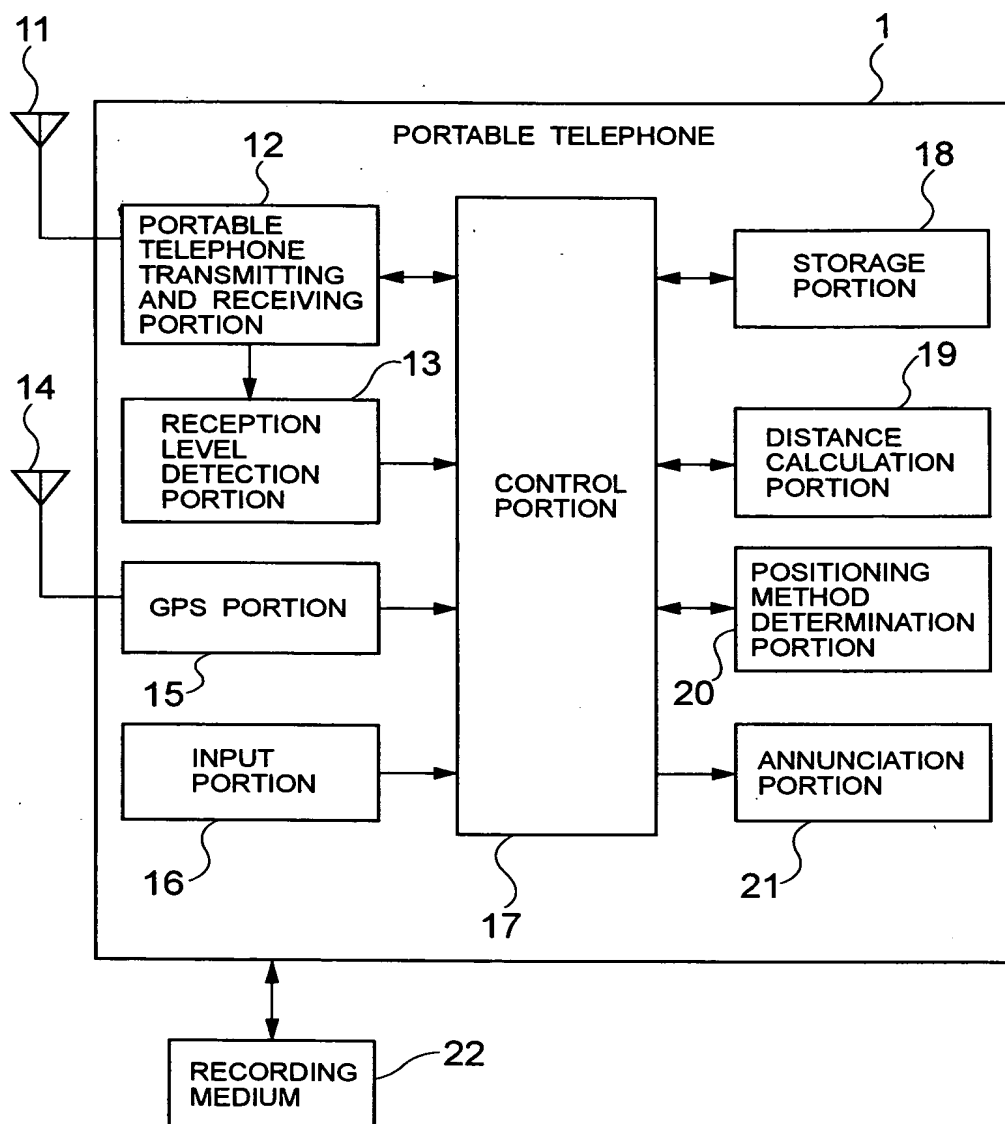 11
1
PORTABLE TELEPHONE
12
18
PORTABLE
TELEPHONE
TRANSMITTING
AND RECEIVING
PORTION
STORAGE
PORTION
13
19
14
RECEPTION
LEVEL
DETECTION
PORTION
CONTROL
PORTION
DISTANCE
CALCULATION
PORTION
GPS PORTION
15
POSITIONING
METHOD
DETERMINATION
PORTION
20
INPUT
PORTION
16
ANNUNCIATION
PORTION
21
17
RECORDING
MEDIUM
22